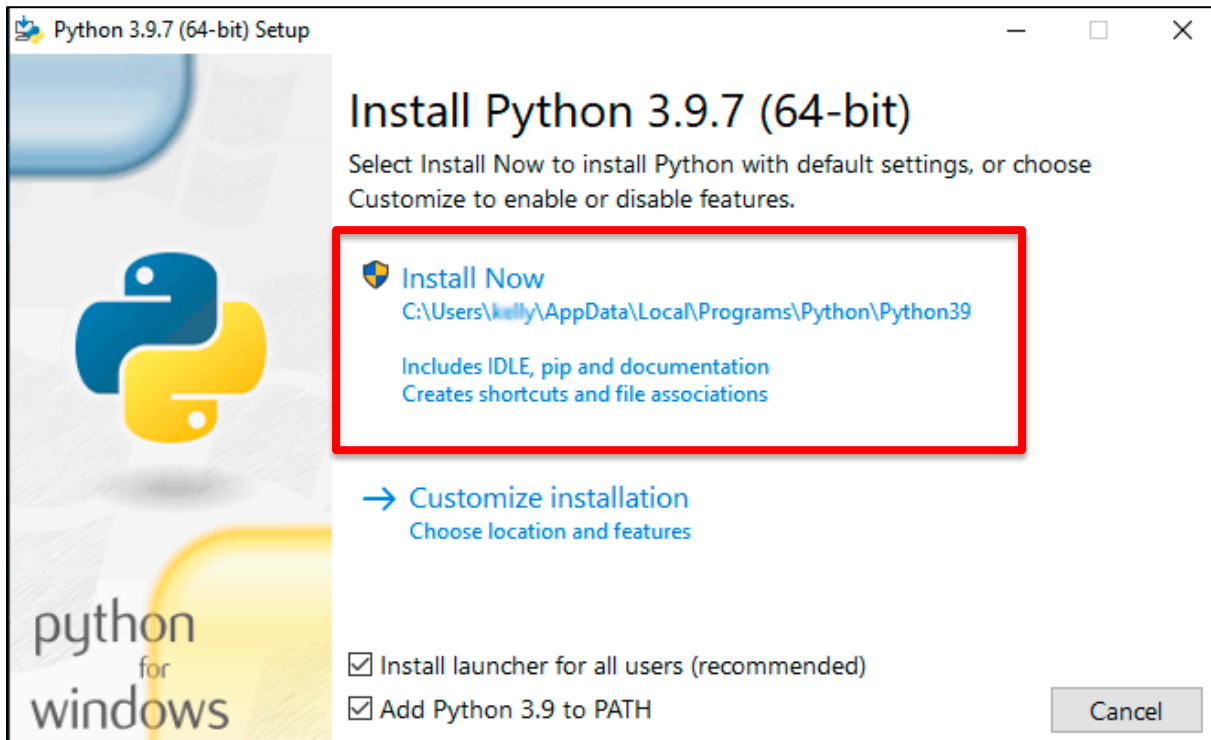 Python 3.9.7 (64-bit) Setup
Install Python 3.9.7 (64-bit)
Select Install Now to install Python with default settings, or choose
Customize to enable or disable features.
Install Now
C:\Users\\AppData\Local\Programs\Python\Python39
Includes IDLE, pip and documentation
Creates shortcuts and file associations
Customize installation
Choose location and features
python
for
windows
Install launcher for all users (recommended)
Add Python 3.9 to PATH
Cancel